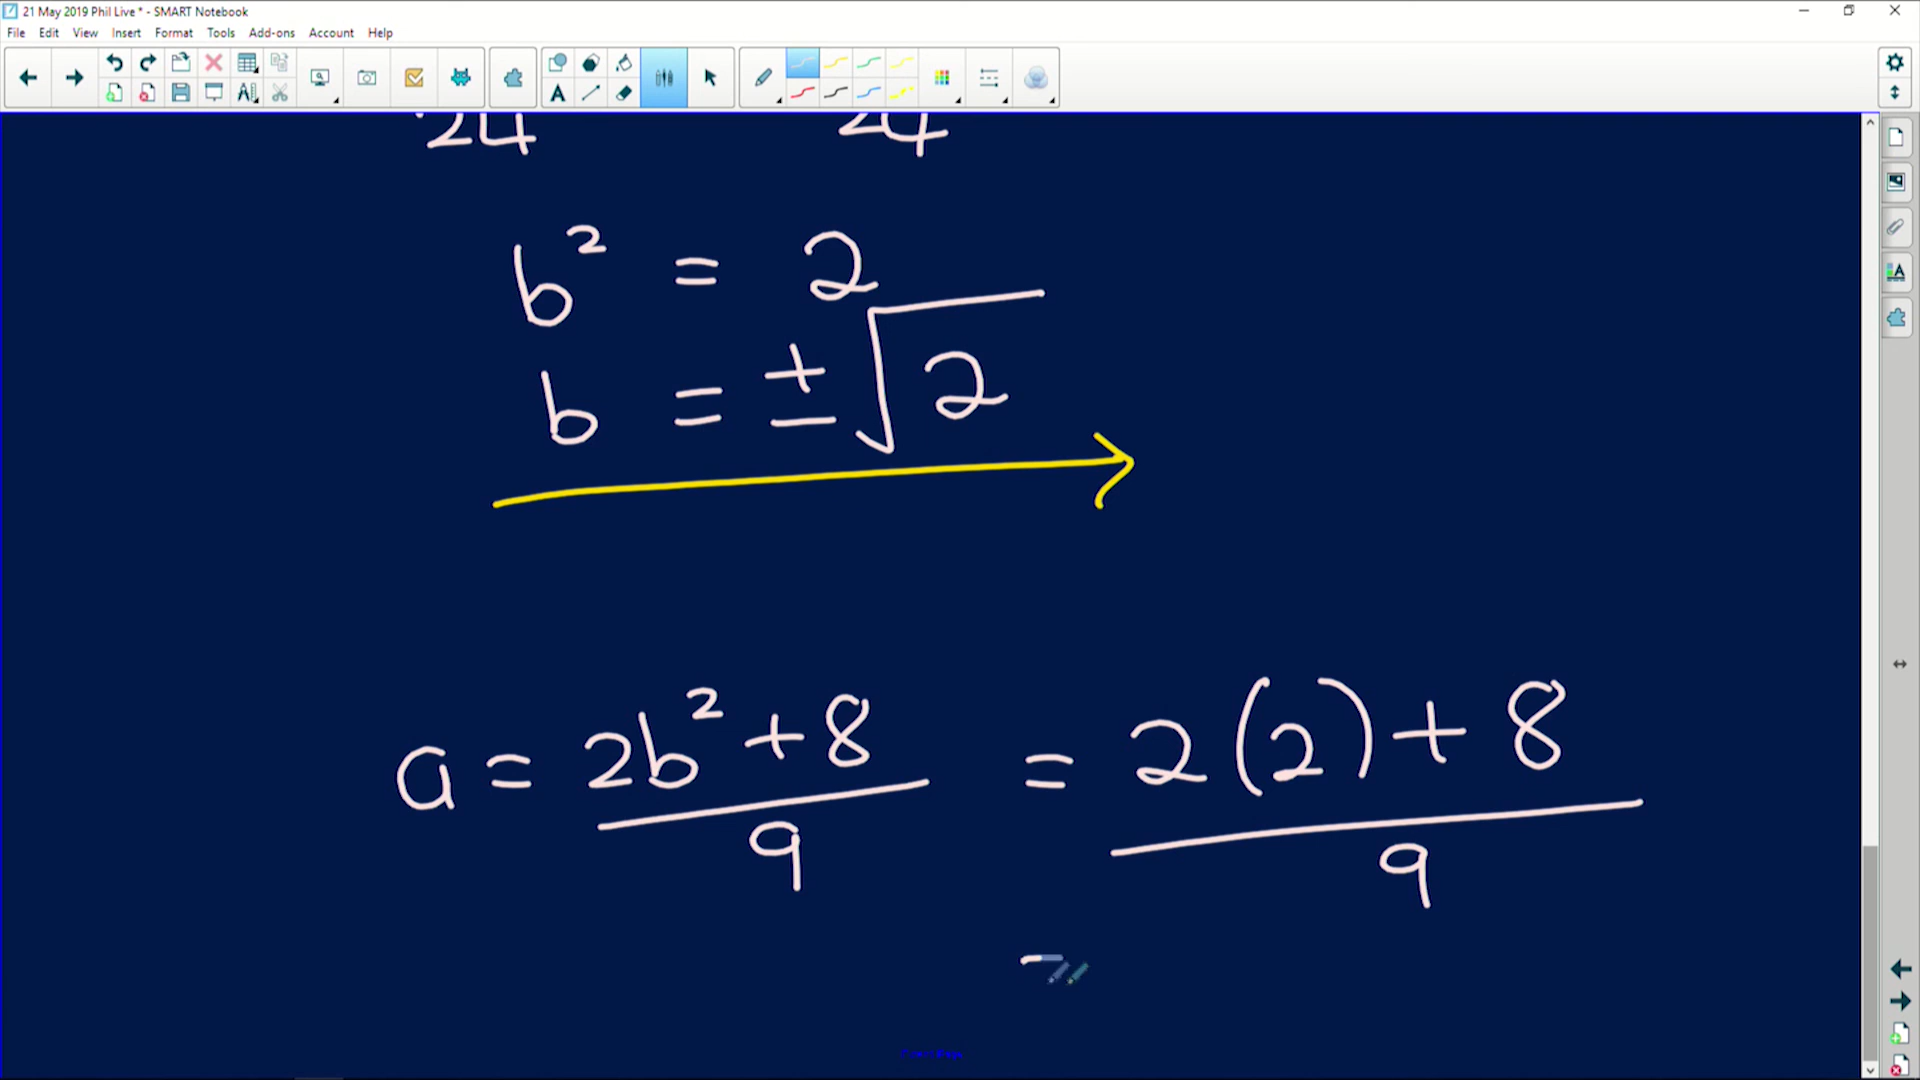 21 May 2019 Phil Live * - SMART Notebook
File Edit View Insert Format Tools Add-ons Account Help
24 24
b² = 2
b = ±√2
a = (2b² + 8)/9 = (2(2) + 8)/9